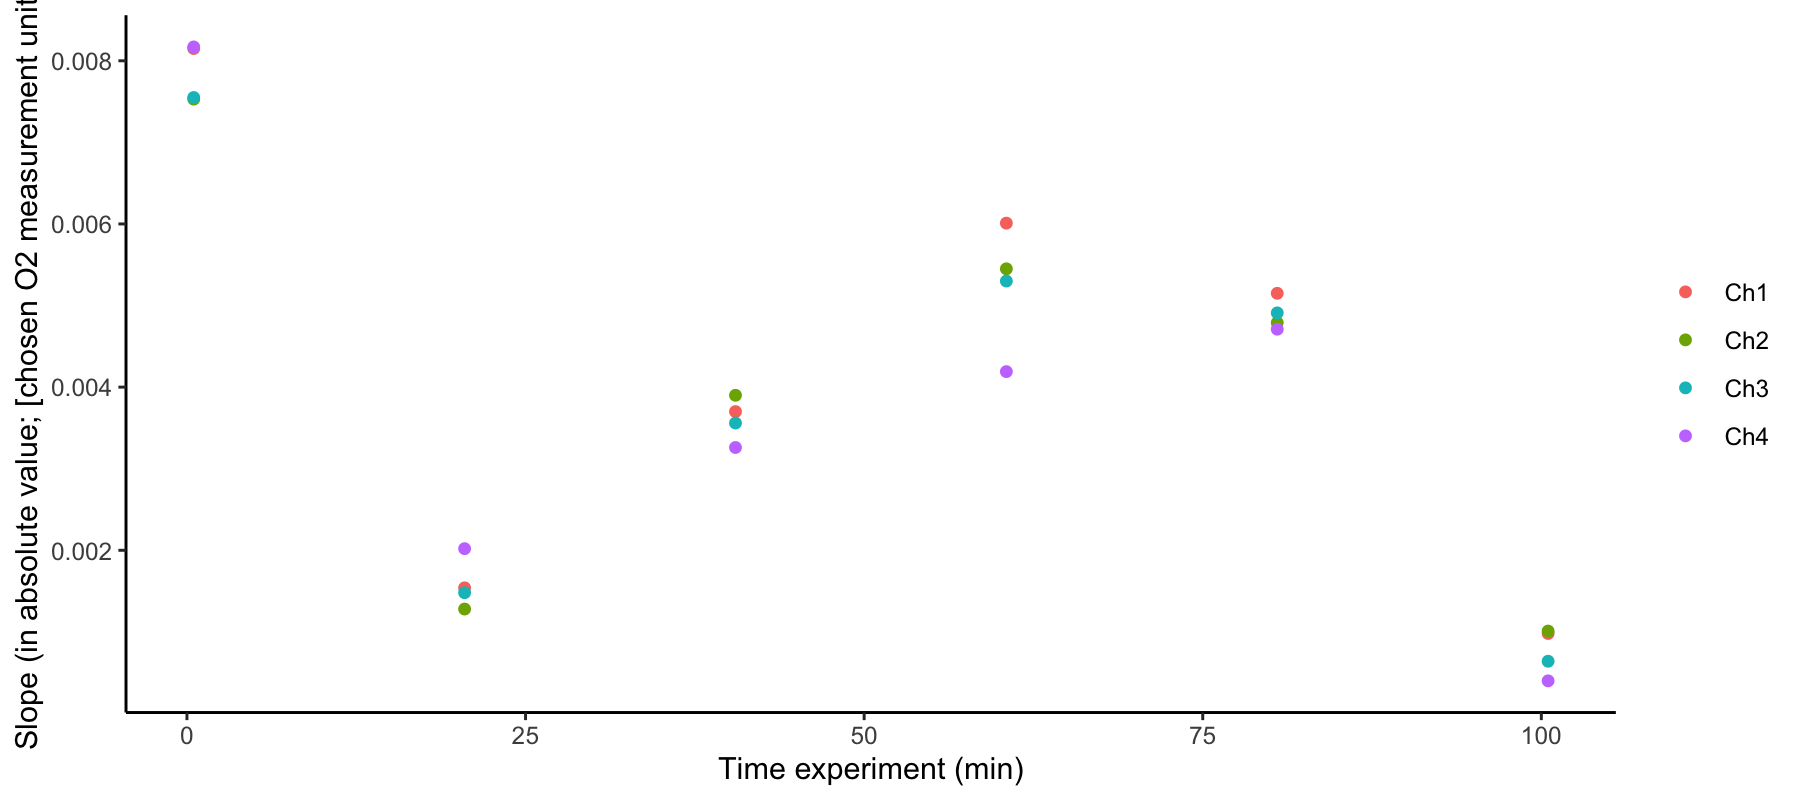 Slope (in absolute value; [chosen O2 measurement unit
0.008
0.006
0.004
0.002
0
25
50
75
100
Time experiment (min)
Ch1
Ch2
Ch3
Ch4